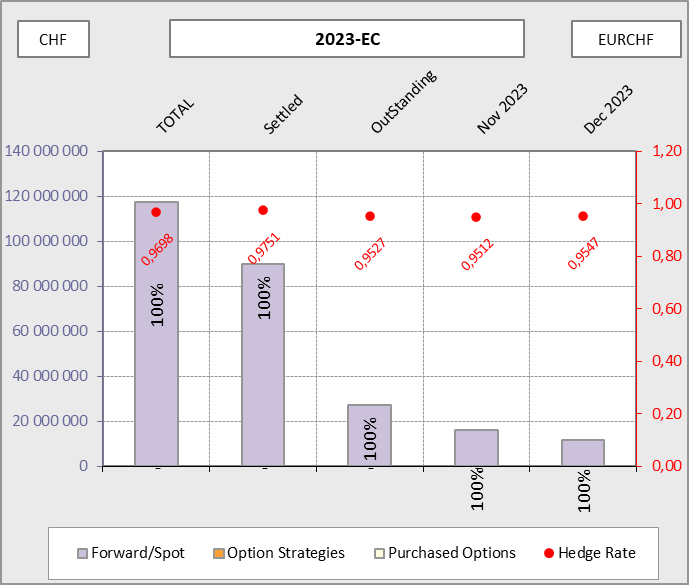 CHF
2023-EC
EURCHF
TOTAL
Settled
OutStanding
Nov 2023
Dec 2023
140 000 000
120 000 000
100 000 000
80 000 000
60 000 000
40 000 000
20 000 000
0
1,20
1,00
0,80
0,60
0,40
0,20
0,00
0,9698
0,9751
0,9527
0,9512
0,9547
100%
100%
100%
100%
100%
-
-
-
Forward/Spot
Option Strategies
Purchased Options
Hedge Rate